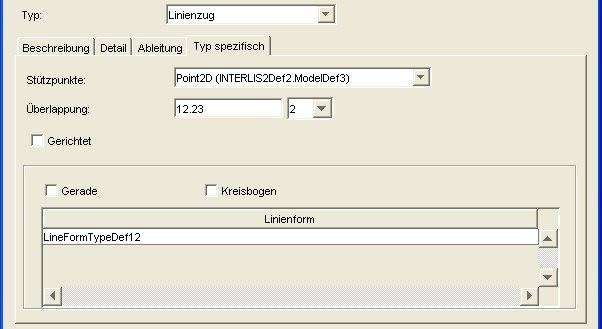 Typ: Linienzug
Beschreibung Detail Ableitung Typ spezifisch
Stützpunkte: Point2D (INTERLIS2Def2.ModelDef3)
Überlappung: 12.23 2
Gerichtet
Gerade Kreisbogen
Linienform
LineFormTypeDef12